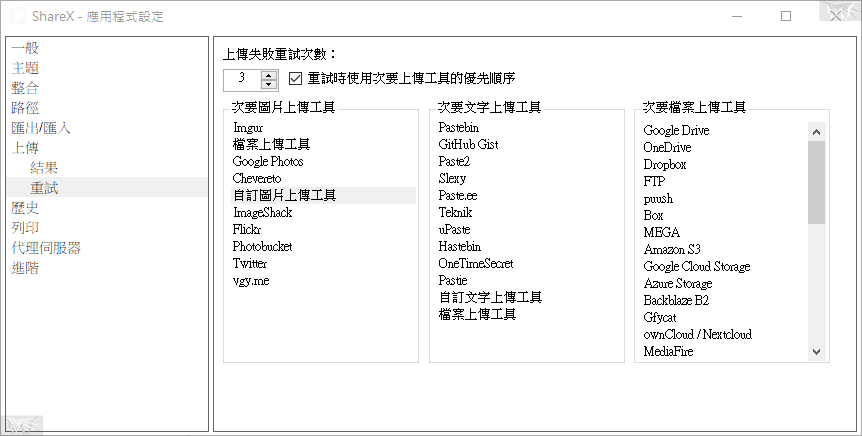 ShareX - 應用程式設定
一般
主題
整合
路徑
匯出/匯入
上傳
結果
重試
歷史
列印
代理伺服器
進階
上傳失敗重試次數：
3
重試時使用次要上傳工具的優先順序
次要圖片上傳工具
Imgur
檔案上傳工具
Google Photos
Chevereto
自訂圖片上傳工具
ImageShack
Flickr
Photobucket
Twitter
vgy.me
次要文字上傳工具
Pastebin
GitHub Gist
Paste2
Slexy
Paste.ee
Teknik
uPaste
Hastebin
OneTimeSecret
Pastie
自訂文字上傳工具
檔案上傳工具
次要檔案上傳工具
Google Drive
OneDrive
Dropbox
FTP
puush
Box
MEGA
Amazon S3
Google Cloud Storage
Azure Storage
Backblaze B2
Gfycat
ownCloud / Nextcloud
MediaFire